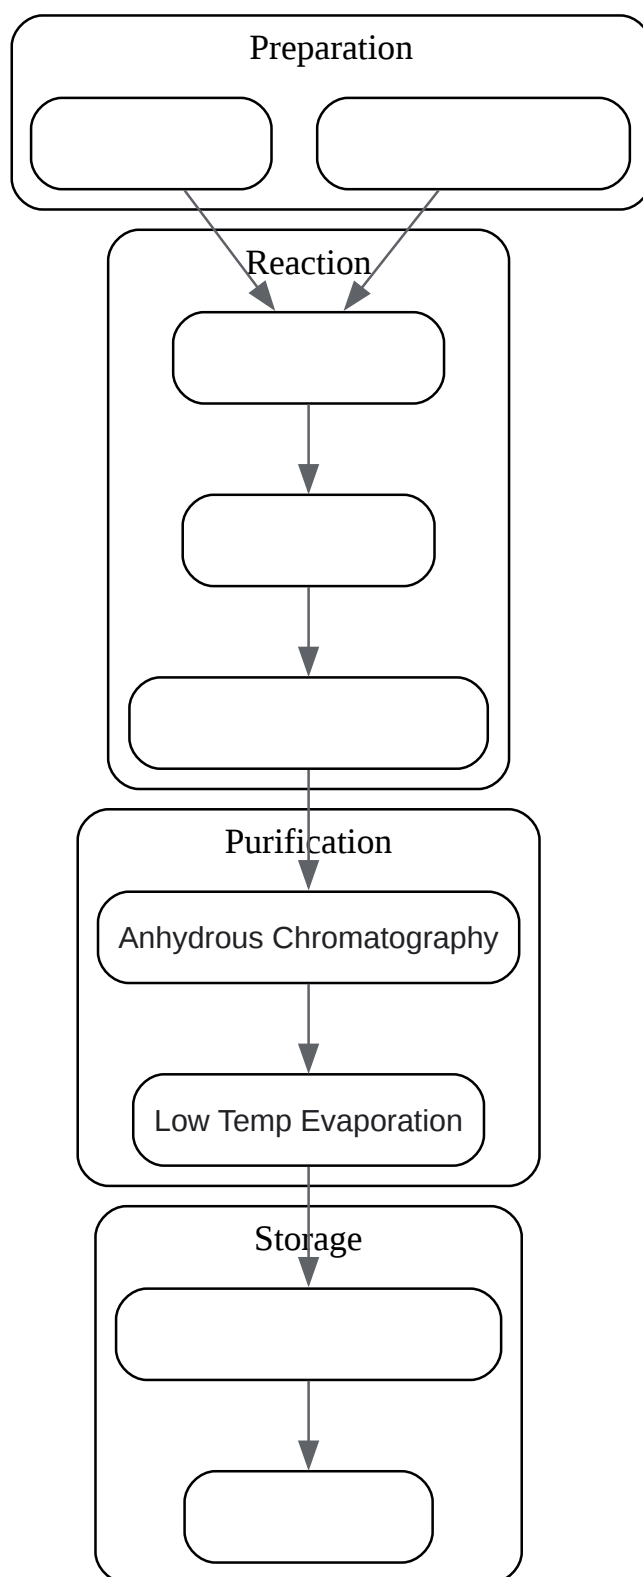 Preparation
Reaction
Purification
Anhydrous Chromatography
Low Temp Evaporation
Storage